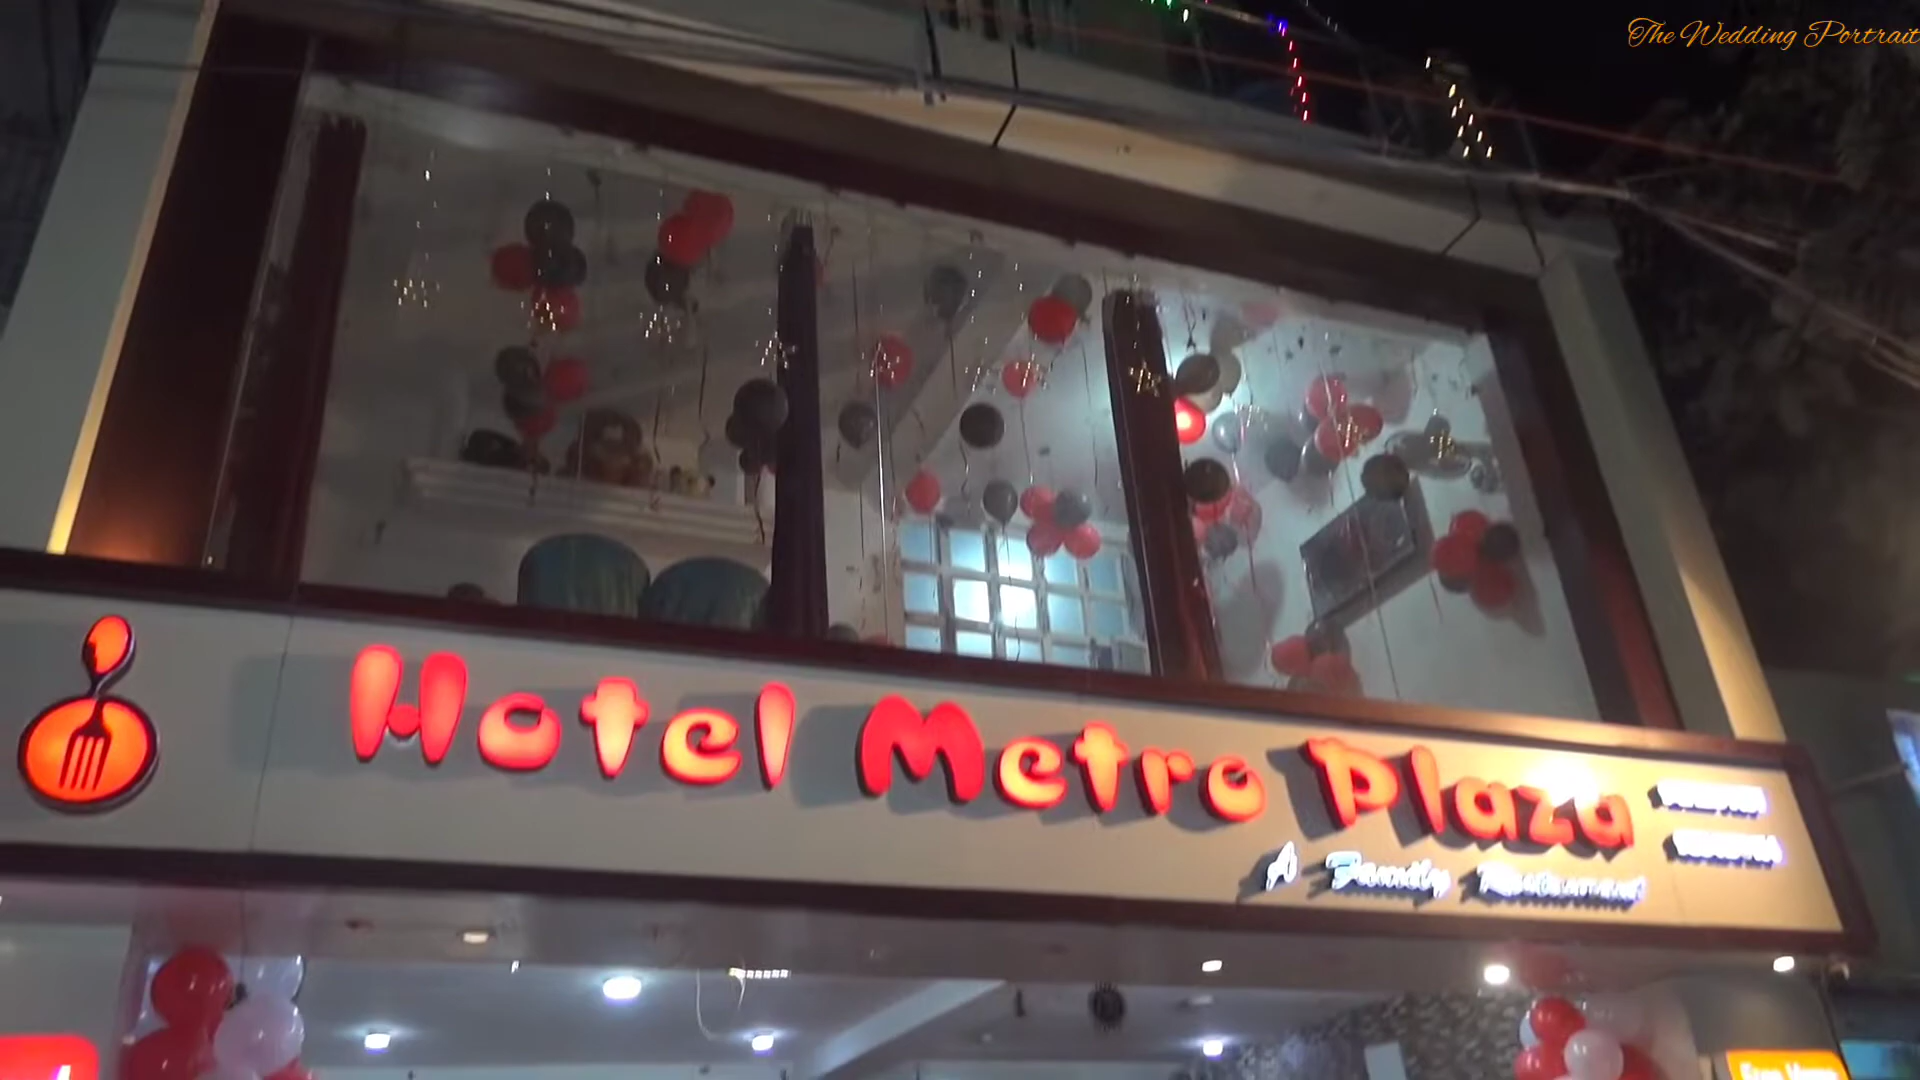 The Wedding Portrait
Hotel Metro Plaza
A Family Restaurant